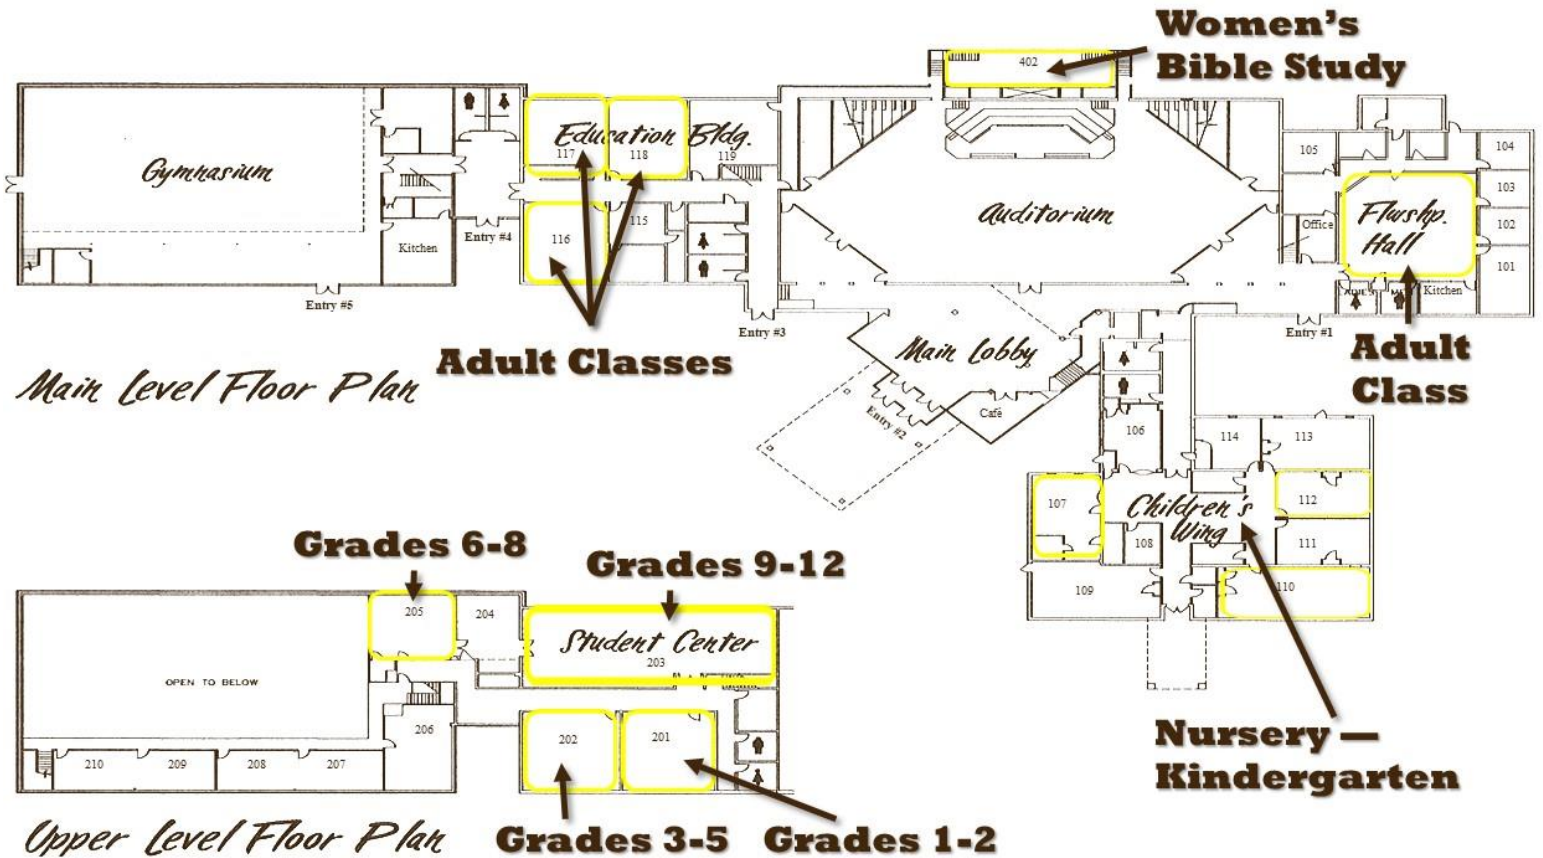 Women's
Bible Study
402
Gymnasium
Education Bldg.
117
118
119
Auditorium
105
104
103
102
101
Office
Flwshp.
Hall
Kitchen
Entry #4
116
115
Kitchen
Entry #5
Entry #3
Entry #1
Adult Classes
Main Lobby
Adult
Class
Main Level Floor Plan
Café
Entry #2
106
114
113
107
Children's
Wing
112
108
111
109
110
Grades 6-8
Grades 9-12
205
204
Student Center
203
OPEN TO BELOW
206
202
201
210
209
208
207
Nursery —
Kindergarten
Upper Level Floor Plan
Grades 3-5
Grades 1-2